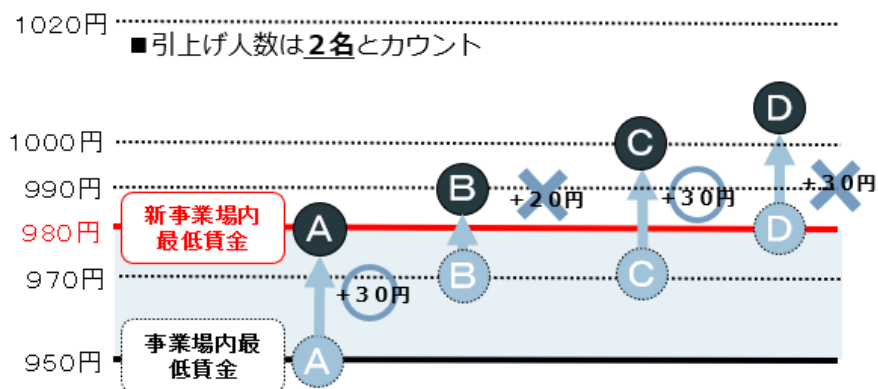 1020円
■引上げ人数は2名とカウント
D
1000円
C
990円
B
+20円
+30円
+30円
新事業場内
最低賃金
980円
A
D
970円
B
C
+30円
事業場内最
低賃金
950円
A